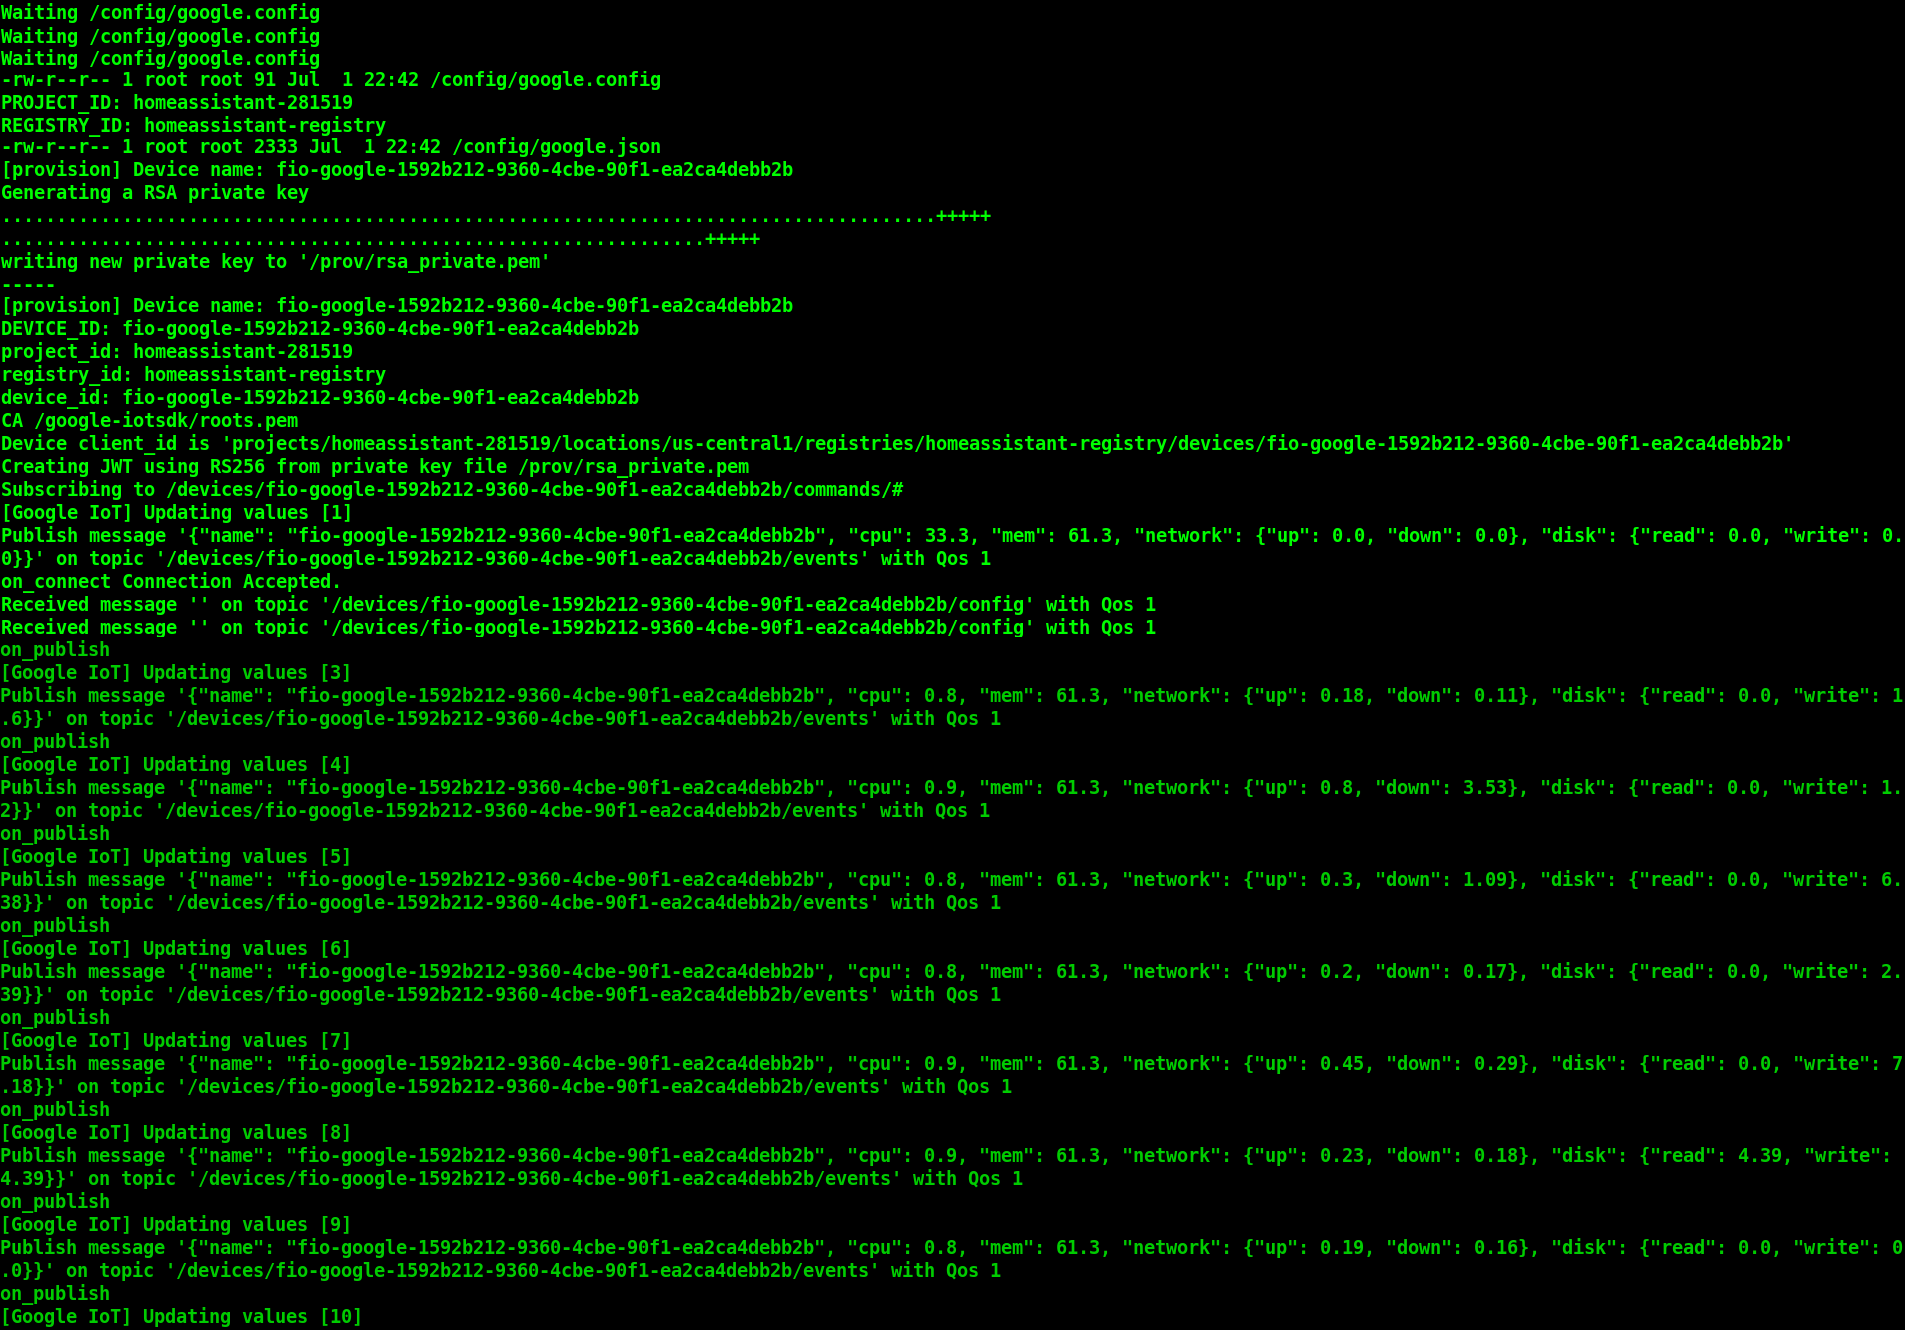 Waiting /config/google.config
Waiting /config/google.config
Waiting /config/google.config
-rw-r--r-- 1 root root 91 Jul  1 22:42 /config/google.config
PROJECT_ID: homeassistant-281519
REGISTRY_ID: homeassistant-registry
-rw-r--r-- 1 root root 2333 Jul  1 22:42 /config/google.json
[provision] Device name: fio-google-1592b212-9360-4cbe-90f1-ea2ca4debb2b
Generating a RSA private key
.....................................................................................+++++
................................................................+++++
writing new private key to '/prov/rsa_private.pem'
-----
[provision] Device name: fio-google-1592b212-9360-4cbe-90f1-ea2ca4debb2b
DEVICE_ID: fio-google-1592b212-9360-4cbe-90f1-ea2ca4debb2b
project_id: homeassistant-281519
registry_id: homeassistant-registry
device_id: fio-google-1592b212-9360-4cbe-90f1-ea2ca4debb2b
CA /google-iotsdk/roots.pem
Device client_id is 'projects/homeassistant-281519/locations/us-central1/registries/homeassistant-registry/devices/fio-google-1592b212-9360-4cbe-90f1-ea2ca4debb2b'
Creating JWT using RS256 from private key file /prov/rsa_private.pem
Subscribing to /devices/fio-google-1592b212-9360-4cbe-90f1-ea2ca4debb2b/commands/#
[Google IoT] Updating values [1]
Publish message '{"name": "fio-google-1592b212-9360-4cbe-90f1-ea2ca4debb2b", "cpu": 33.3, "mem": 61.3, "network": {"up": 0.0, "down": 0.0}, "disk": {"read": 0.0, "write": 0.
0}}' on topic '/devices/fio-google-1592b212-9360-4cbe-90f1-ea2ca4debb2b/events' with Qos 1
on_connect Connection Accepted.
Received message '' on topic '/devices/fio-google-1592b212-9360-4cbe-90f1-ea2ca4debb2b/config' with Qos 1
Received message '' on topic '/devices/fio-google-1592b212-9360-4cbe-90f1-ea2ca4debb2b/config' with Qos 1
on_publish
[Google IoT] Updating values [3]
Publish message '{"name": "fio-google-1592b212-9360-4cbe-90f1-ea2ca4debb2b", "cpu": 0.8, "mem": 61.3, "network": {"up": 0.18, "down": 0.11}, "disk": {"read": 0.0, "write": 1
.6}}' on topic '/devices/fio-google-1592b212-9360-4cbe-90f1-ea2ca4debb2b/events' with Qos 1
on_publish
[Google IoT] Updating values [4]
Publish message '{"name": "fio-google-1592b212-9360-4cbe-90f1-ea2ca4debb2b", "cpu": 0.9, "mem": 61.3, "network": {"up": 0.8, "down": 3.53}, "disk": {"read": 0.0, "write": 1.
2}}' on topic '/devices/fio-google-1592b212-9360-4cbe-90f1-ea2ca4debb2b/events' with Qos 1
on_publish
[Google IoT] Updating values [5]
Publish message '{"name": "fio-google-1592b212-9360-4cbe-90f1-ea2ca4debb2b", "cpu": 0.8, "mem": 61.3, "network": {"up": 0.3, "down": 1.09}, "disk": {"read": 0.0, "write": 6.
38}}' on topic '/devices/fio-google-1592b212-9360-4cbe-90f1-ea2ca4debb2b/events' with Qos 1
on_publish
[Google IoT] Updating values [6]
Publish message '{"name": "fio-google-1592b212-9360-4cbe-90f1-ea2ca4debb2b", "cpu": 0.8, "mem": 61.3, "network": {"up": 0.2, "down": 0.17}, "disk": {"read": 0.0, "write": 2.
39}}' on topic '/devices/fio-google-1592b212-9360-4cbe-90f1-ea2ca4debb2b/events' with Qos 1
on_publish
[Google IoT] Updating values [7]
Publish message '{"name": "fio-google-1592b212-9360-4cbe-90f1-ea2ca4debb2b", "cpu": 0.9, "mem": 61.3, "network": {"up": 0.45, "down": 0.29}, "disk": {"read": 0.0, "write": 7
.18}}' on topic '/devices/fio-google-1592b212-9360-4cbe-90f1-ea2ca4debb2b/events' with Qos 1
on_publish
[Google IoT] Updating values [8]
Publish message '{"name": "fio-google-1592b212-9360-4cbe-90f1-ea2ca4debb2b", "cpu": 0.9, "mem": 61.3, "network": {"up": 0.23, "down": 0.18}, "disk": {"read": 4.39, "write":
4.39}}' on topic '/devices/fio-google-1592b212-9360-4cbe-90f1-ea2ca4debb2b/events' with Qos 1
on_publish
[Google IoT] Updating values [9]
Publish message '{"name": "fio-google-1592b212-9360-4cbe-90f1-ea2ca4debb2b", "cpu": 0.8, "mem": 61.3, "network": {"up": 0.19, "down": 0.16}, "disk": {"read": 0.0, "write": 0
.0}}' on topic '/devices/fio-google-1592b212-9360-4cbe-90f1-ea2ca4debb2b/events' with Qos 1
on_publish
[Google IoT] Updating values [10]